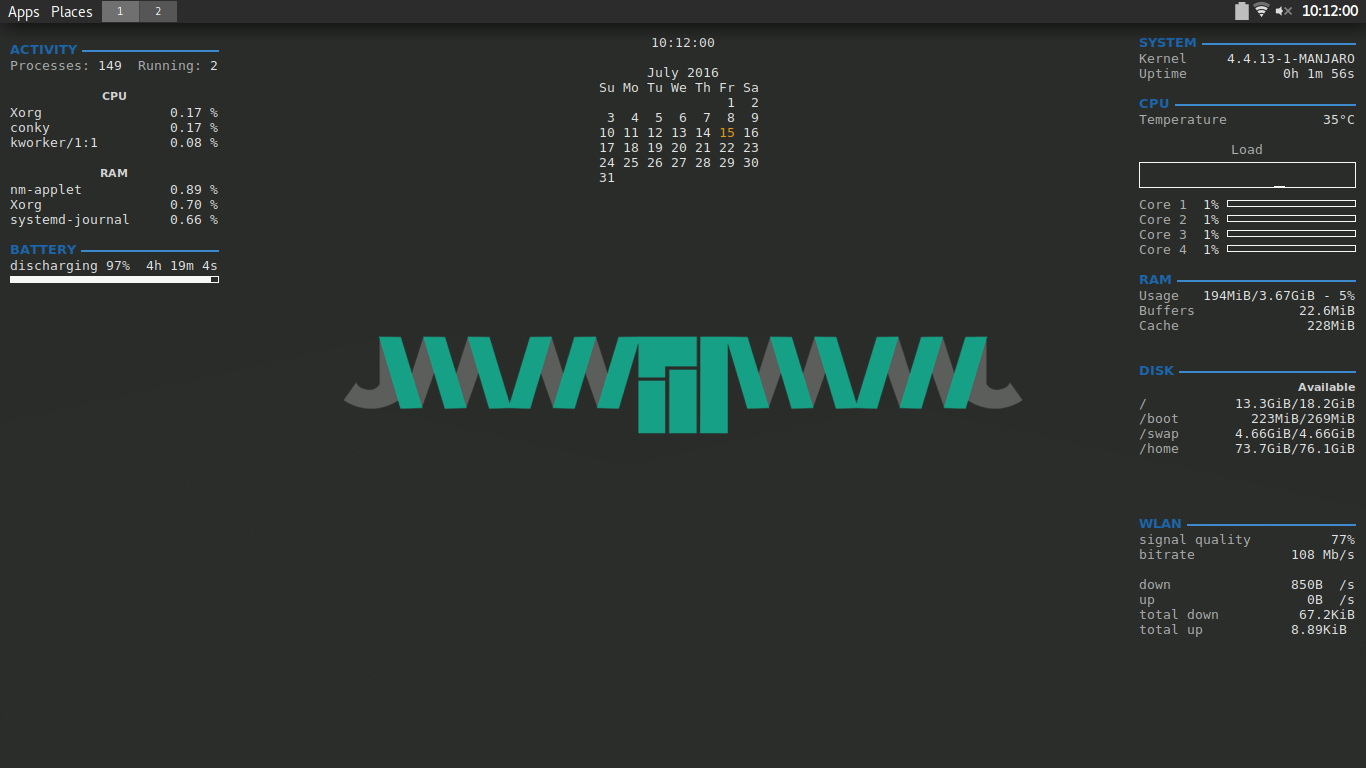 Apps Places 1 2 10:12:00
ACTIVITY
Processes: 149 Running: 2
CPU
Xorg 0.17 %
conky 0.17 %
kworker/1:1 0.08 %
RAM
nm-applet 0.89 %
Xorg 0.70 %
systemd-journal 0.66 %
BATTERY
discharging 97% 4h 19m 4s
10:12:00
July 2016
Su Mo Tu We Th Fr Sa
1 2
3 4 5 6 7 8 9
10 11 12 13 14 15 16
17 18 19 20 21 22 23
24 25 26 27 28 29 30
31
SYSTEM
Kernel 4.4.13-1-MANJARO
Uptime 0h 1m 56s
CPU
Temperature 35°C
Load
Core 1 1%
Core 2 1%
Core 3 1%
Core 4 1%
RAM
Usage 194MiB/3.67GiB - 5%
Buffers 22.6MiB
Cache 228MiB
DISK
Available
/ 13.3GiB/18.2GiB
/boot 223MiB/269MiB
/swap 4.66GiB/4.66GiB
/home 73.7GiB/76.1GiB
WLAN
signal quality 77%
bitrate 108 Mb/s
down 850B /s
up 0B /s
total down 67.2KiB
total up 8.89KiB